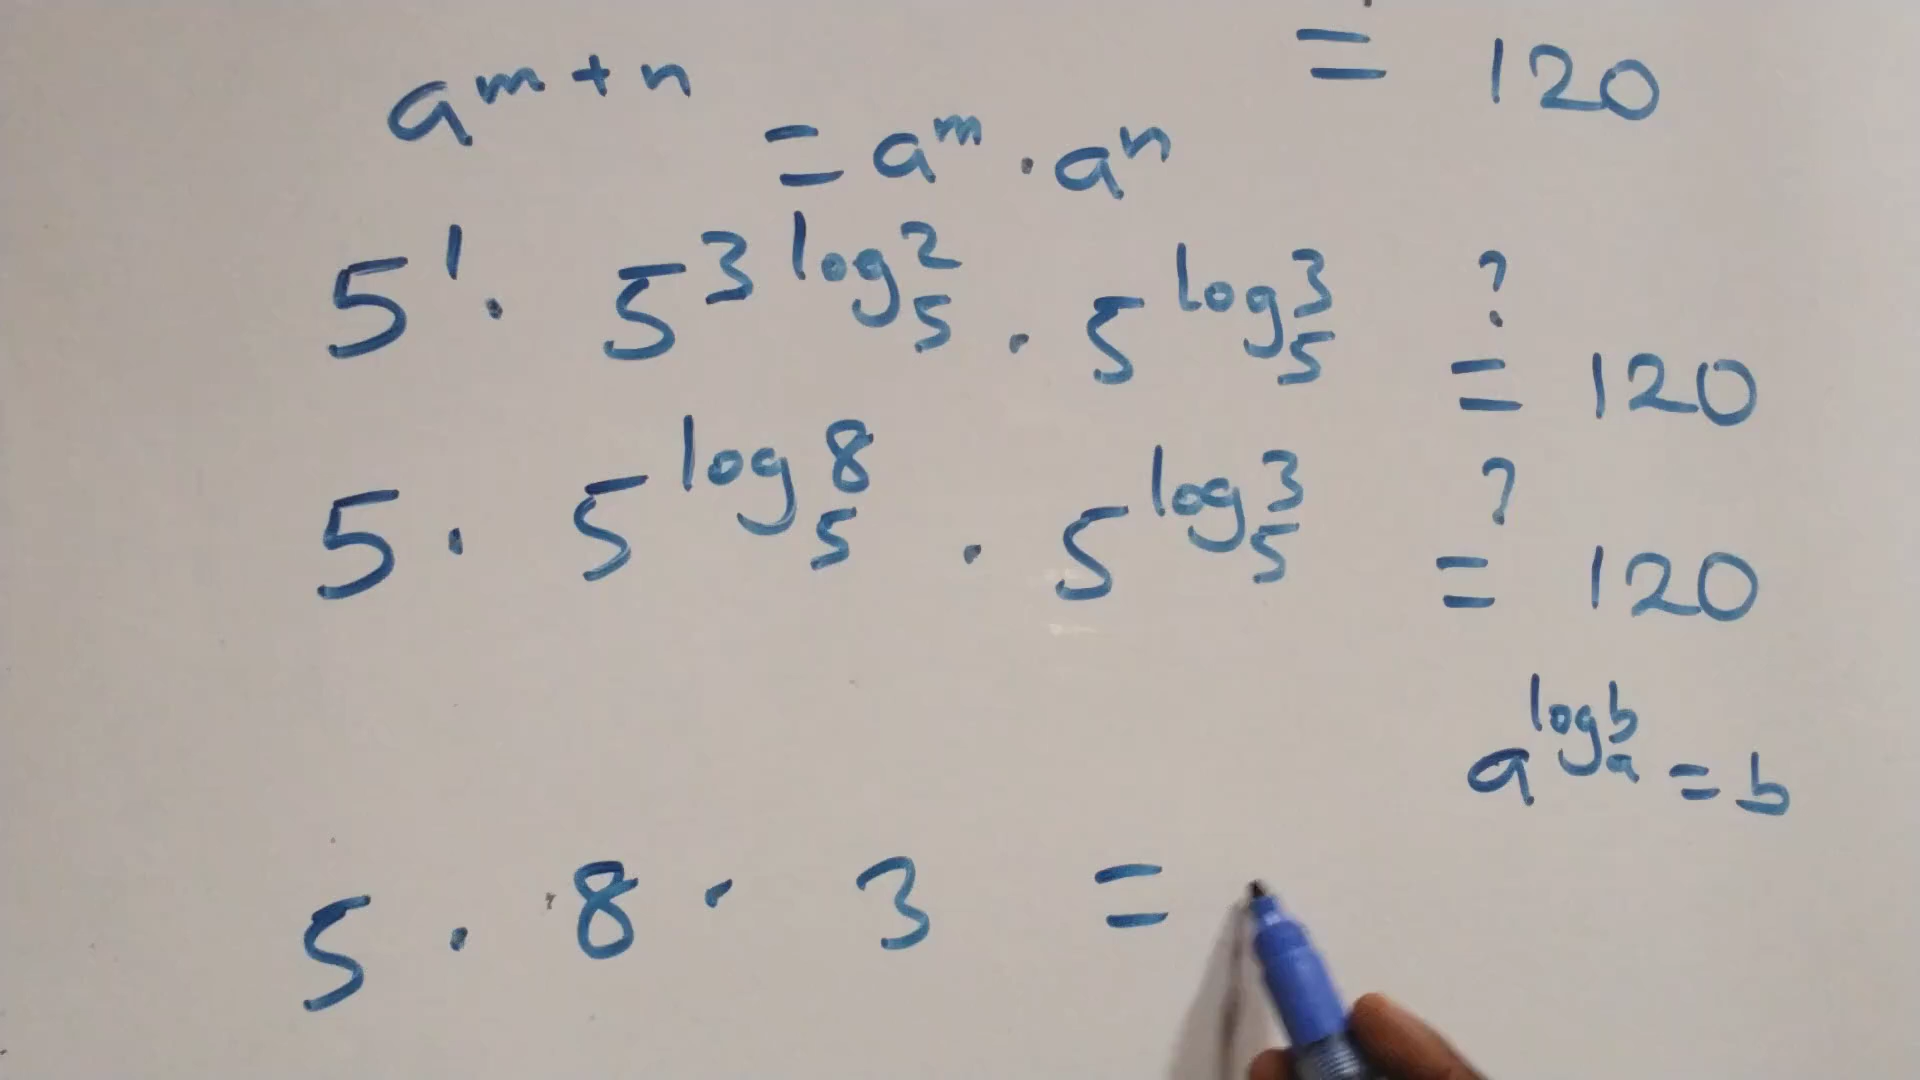 = 120
a^{m+n} = a^m · a^n
5^1 · 5^{3 log_5 2} · 5^{log_5 3} ?= 120
5 · 5^{log_5 8} · 5^{log_5 3} ?= 120
a^{log_a b} = b
5 · 8 · 3 =